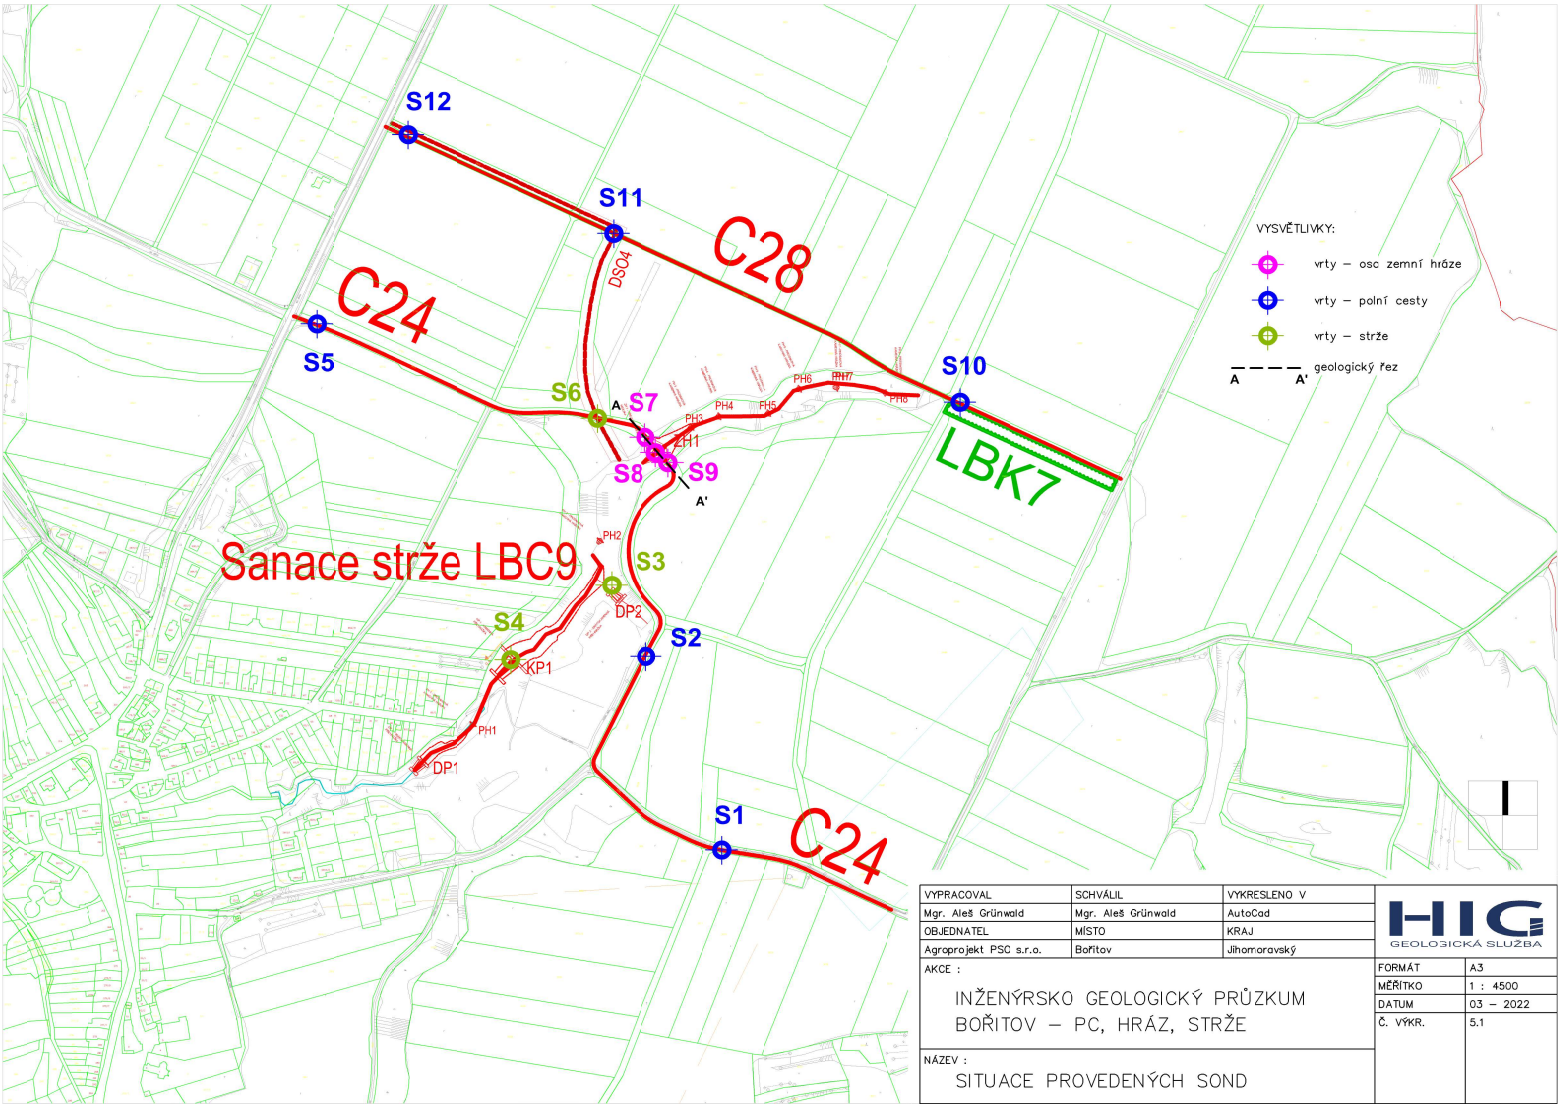 S12
S11
C28
DSO4
C24
S5
S10
S6
A
S7
PH3
PH4
PH5
PH6
PH7
PH8
ZH1
S8
S9
A'
LBK7
Sanace strže LBC9
PH2
S3
DP2
S4
KP1
S2
PH1
DP1
S1
C24
VYSVĚTLIVKY:
vrty – osa zemní hráze
vrty – polní cesty
vrty – strže
A A' geologický řez
VYPRACOVAL SCHVÁLIL VYKRESLENO V
Mgr. Aleš Grünwald Mgr. Aleš Grünwald AutoCad
OBJEDNATEL MÍSTO KRAJ
Agroprojekt PSC s.r.o. Bořitov Jihomoravský
HIG
GEOLOGICKÁ SLUŽBA
AKCE :
INŽENÝRSKO GEOLOGICKÝ PRŮZKUM
BOŘITOV – PC, HRÁZ, STRŽE
NÁZEV :
SITUACE PROVEDENÝCH SOND
FORMÁT A3
MĚŘÍTKO 1 : 4500
DATUM 03 – 2022
Č. VÝKR. 5.1